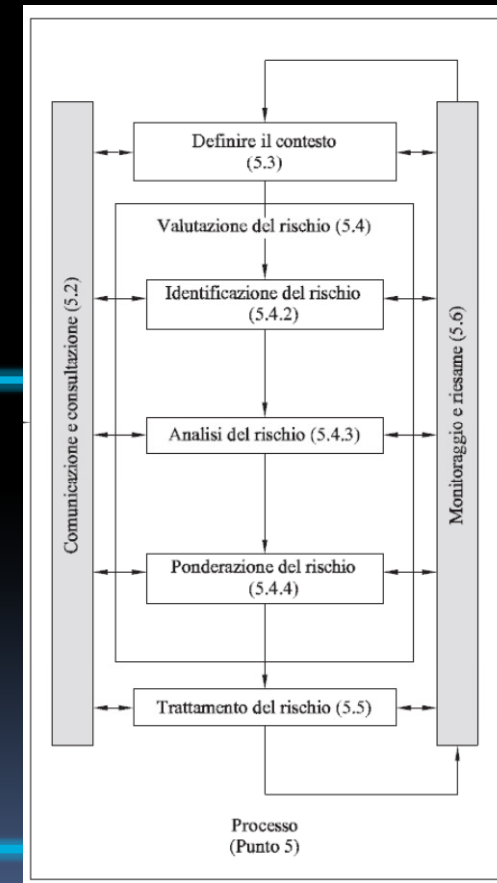 Definire il contesto
(5.3)
Valutazione del rischio (5.4)
Identificazione del rischio
(5.4.2)
Analisi del rischio (5.4.3)
Ponderazione del rischio
(5.4.4)
Trattamento del rischio (5.5)
Comunicazione e consultazione (5.2)
Monitoraggio e riesame (5.6)
Processo
(Punto 5)